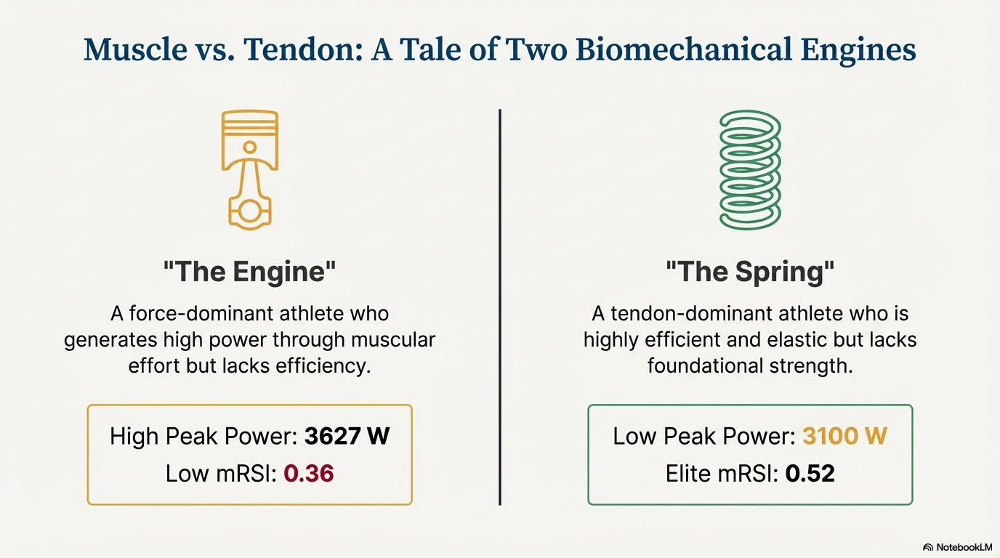 Muscle vs. Tendon: A Tale of Two Biomechanical Engines
"The Engine"
A force-dominant athlete who
generates high power through muscular
effort but lacks efficiency.
High Peak Power: 3627 W
Low mRSI: 0.36
"The Spring"
A tendon-dominant athlete who is
highly efficient and elastic but lacks
foundational strength.
Low Peak Power: 3100 W
Elite mRSI: 0.52
NotebookLM